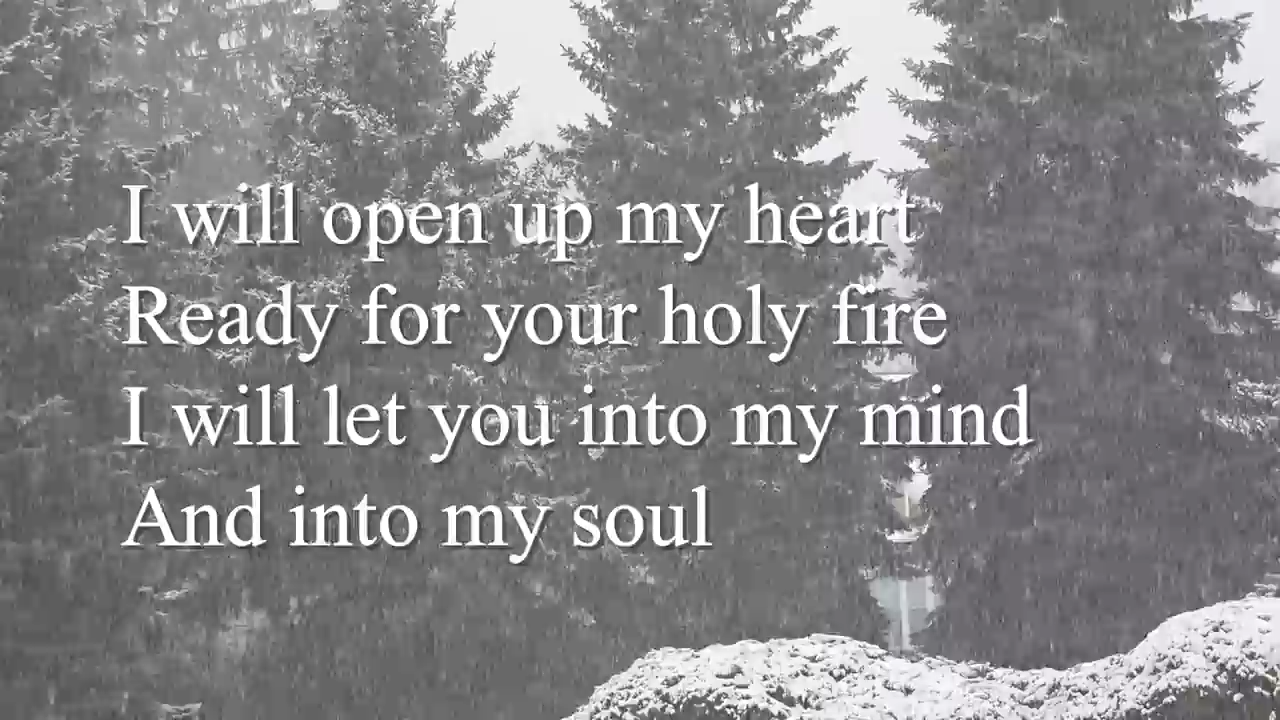 I will open up my heart
Ready for your holy fire
I will let you into my mind
And into my soul